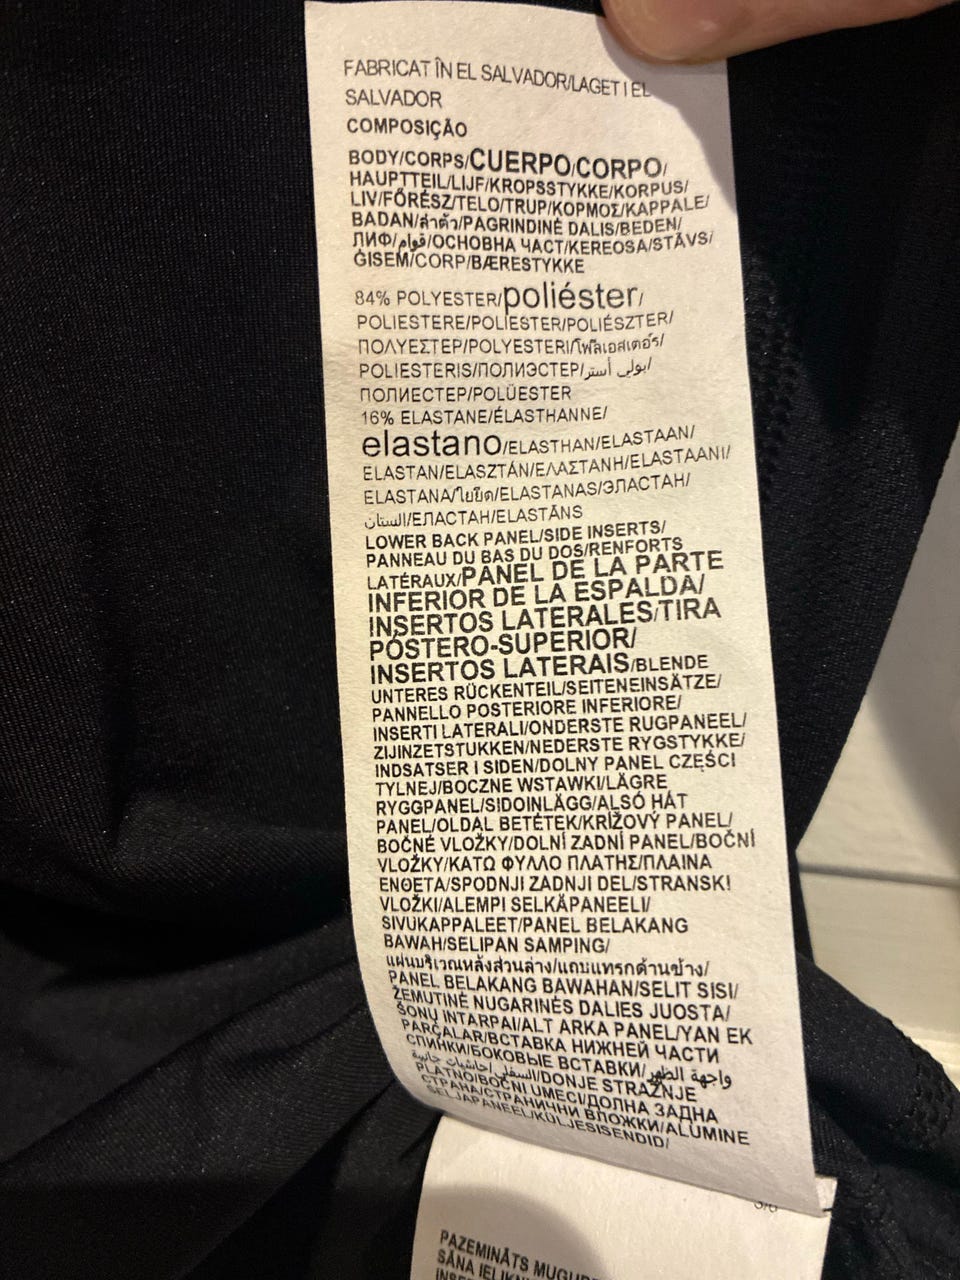 FABRICAT ÎN EL SALVADOR/LAGET I EL
SALVADOR
COMPOSIÇÃO
BODY/CORPS/CUERPO/CORPO/
HAUPTTEIL/LIJF/KROPSSTYKKE/KORPUS/
LIV/FŐRÉSZ/TELO/TRUP/ΚΟΡΜΟΣ/KAPPALE/
BADAN/ลำตัว/PAGRINDINĖ DALIS/BEDEN/
ЛИФ/قوام/ОСНОВНА ЧАСТ/KEREOSA/STĀVS/
ĢISEM/CORP/BÆRESTYKKE
84% POLYESTER/poliéster/
POLIESTERE/POLIESTER/POLIÉSZTER/
ΠΟΛΥΕΣΤΕΡ/POLYESTERI/โพลีเอสเตอร์/
POLIESTERIS/ПОЛИЭСТЕР/بولي أستر/
ПОЛИЕСТЕР/POLÜESTER
16% ELASTANE/ÉLASTHANNE/
elastano/ELASTHAN/ELASTAAN/
ELASTAN/ELASZTÁN/ΕΛΑΣΤΑΝΗ/ELASTAANI/
ELASTANA/ใยยืด/ELASTANAS/ЭЛАСТАН/
الستان/ЕЛАСТАН/ELASTĀNS
LOWER BACK PANEL/SIDE INSERTS/
PANNEAU DU BAS DU DOS/RENFORTS
LATÉRAUX/PANEL DE LA PARTE
INFERIOR DE LA ESPALDA/
INSERTOS LATERALES/TIRA
PÓSTERO-SUPERIOR/
INSERTOS LATERAIS/BLENDE
UNTERES RÜCKENTEIL/SEITENEINSÄTZE/
PANNELLO POSTERIORE INFERIORE/
INSERTI LATERALI/ONDERSTE RUGPANEEL/
ZIJINZETSTUKKEN/NEDERSTE RYGSTYKKE/
INDSATSER I SIDEN/DOLNY PANEL CZĘŚCI
TYLNEJ/BOCZNE WSTAWKI/LÄGRE
RYGGPANEL/SIDOINLÄGG/ALSÓ HÁT
PANEL/OLDAL BETÉTEK/KRÍŽOVÝ PANEL/
BOČNÉ VLOŽKY/DOLNÍ ZADNÍ PANEL/BOČNÍ
VLOŽKY/ΚΑΤΩ ΦΥΛΛΟ ΠΛΑΤΗΣ/ΠΛΑΙΝΑ
ΕΝΘΕΤΑ/SPODNJI ZADNJI DEL/STRANSKI
VLOŽKI/ALEMPI SELKÄPANEELI/
SIVUKAPPALEET/PANEL BELAKANG
BAWAH/SELIPAN SAMPING/
แผ่นบริเวณหลังส่วนล่าง/แถบแทรกด้านข้าง/
PANEL BELAKANG BAWAHAN/SELIT SISI/
ŽEMUTINĖ NUGARINĖS DALIES JUOSTA/
ŠONŲ INTARPAI/ALT ARKA PANEL/YAN EK
PARÇALAR/ВСТАВКА НИЖНЕЙ ЧАСТИ
СПИНКИ/БОКОВЫЕ ВСТАВКИ/واجهة الظهر
السفلي/حاشيات جانبية/DONJE STRAŽNJE
PLATNO/BOČNI UMECI/ДОЛНА ЗАДНА
СТРАНА/СТРАНИЧНИ ВЛОЖКИ/ALUMINE
SELJAPANEEL/KÜLJESISENDID/
PAZEMINĀTS